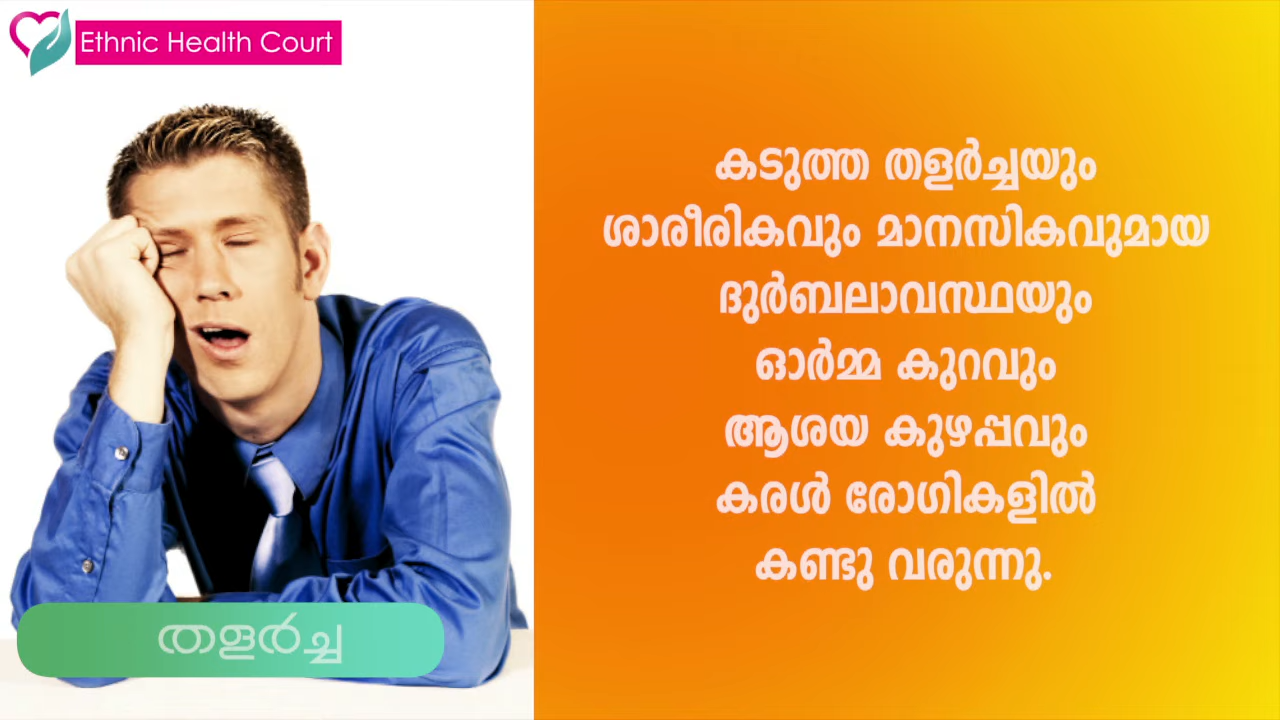 Ethnic Health Court
കടുത്ത തളർച്ചയും
ശാരീരികവും മാനസികവുമായ
ദുർബലാവസ്ഥയും
ഓർമ്മ കുറവും
ആശയ കുഴപ്പവും
കരൾ രോഗികളിൽ
കണ്ടു വരുന്നു.
തളർച്ച